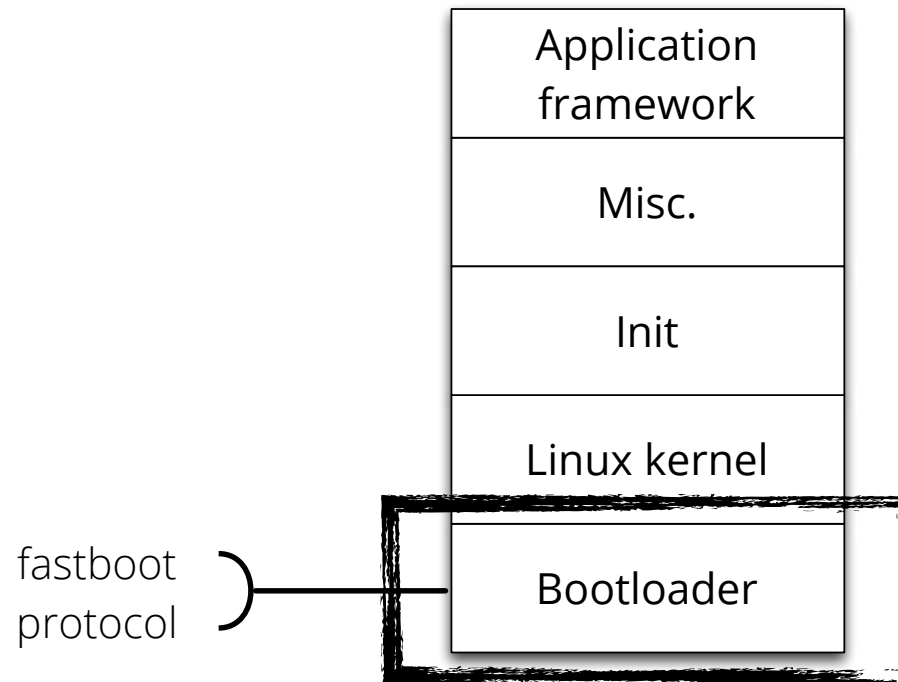 Application
framework
Misc.
Init
Linux kernel
fastboot
protocol
Bootloader